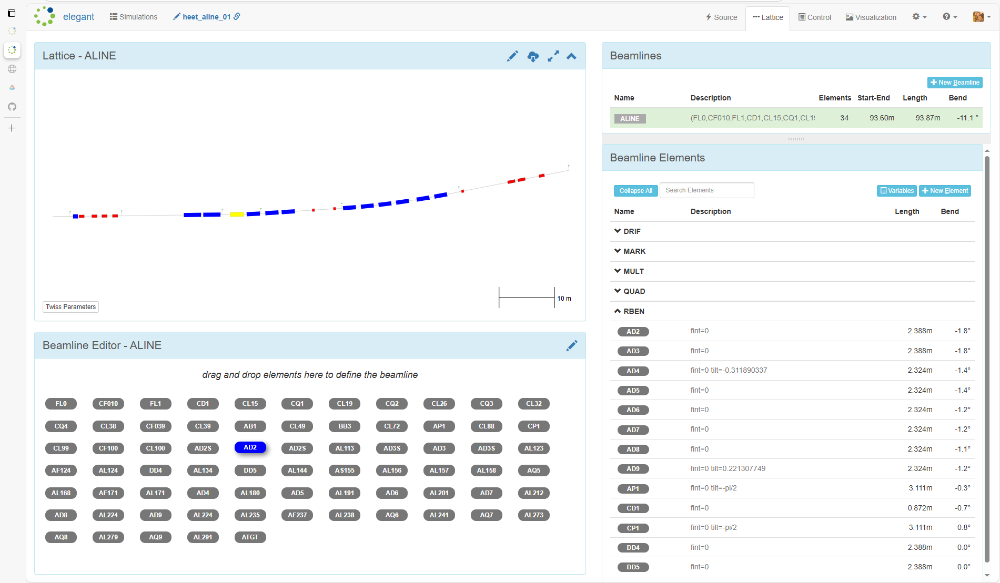 elegant
Simulations
heet_aline_01
Source
Lattice
Control
Visualization
Lattice - ALINE
10 m
Twiss Parameters
Beamline Editor - ALINE
drag and drop elements here to define the beamline
FL0 CF010 FL1 CD1 CL15 CQ1 CL19 CQ2 CL26 CQ3 CL32
CQ4 CL38 CF039 CL39 AB1 CL49 BB3 CL72 AP1 CL88 CP1
CL99 CF100 CL100 AD2S AD2 AD2S AL113 AD3S AD3 AD3S AL123
AF124 AL124 DD4 AL134 DD5 AL144 AS155 AL156 AL157 AL158 AQ5
AL168 AF171 AL171 AD4 AL180 AD5 AL191 AD6 AL201 AD7 AL212
AD8 AL224 AD9 AL224 AL235 AF237 AL238 AQ6 AL241 AQ7 AL273
AQ8 AL279 AQ9 AL291 ATGT
Beamlines
New Beamline
Name Description Elements Start-End Length Bend
ALINE (FL0,CF010,FL1,CD1,CL15,CQ1,CL19 34 93.60m 93.87m -11.1 °
Beamline Elements
Collapse All Search Elements Variables New Element
Name Description Length Bend
DRIF
MARK
MULT
QUAD
RBEN
AD2 fint=0 2.388m -1.8°
AD3 fint=0 2.388m -1.8°
AD4 fint=0 tilt=-0.311890337 2.324m -1.4°
AD5 fint=0 2.324m -1.4°
AD6 fint=0 2.324m -1.2°
AD7 fint=0 2.324m -1.2°
AD8 fint=0 2.324m -1.1°
AD9 fint=0 tilt=0.221307749 2.324m -1.2°
AP1 fint=0 tilt=-pi/2 3.111m -0.3°
CD1 fint=0 0.872m -0.7°
CP1 fint=0 tilt=-pi/2 3.111m 0.8°
DD4 fint=0 2.388m 0.0°
DD5 fint=0 2.388m 0.0°